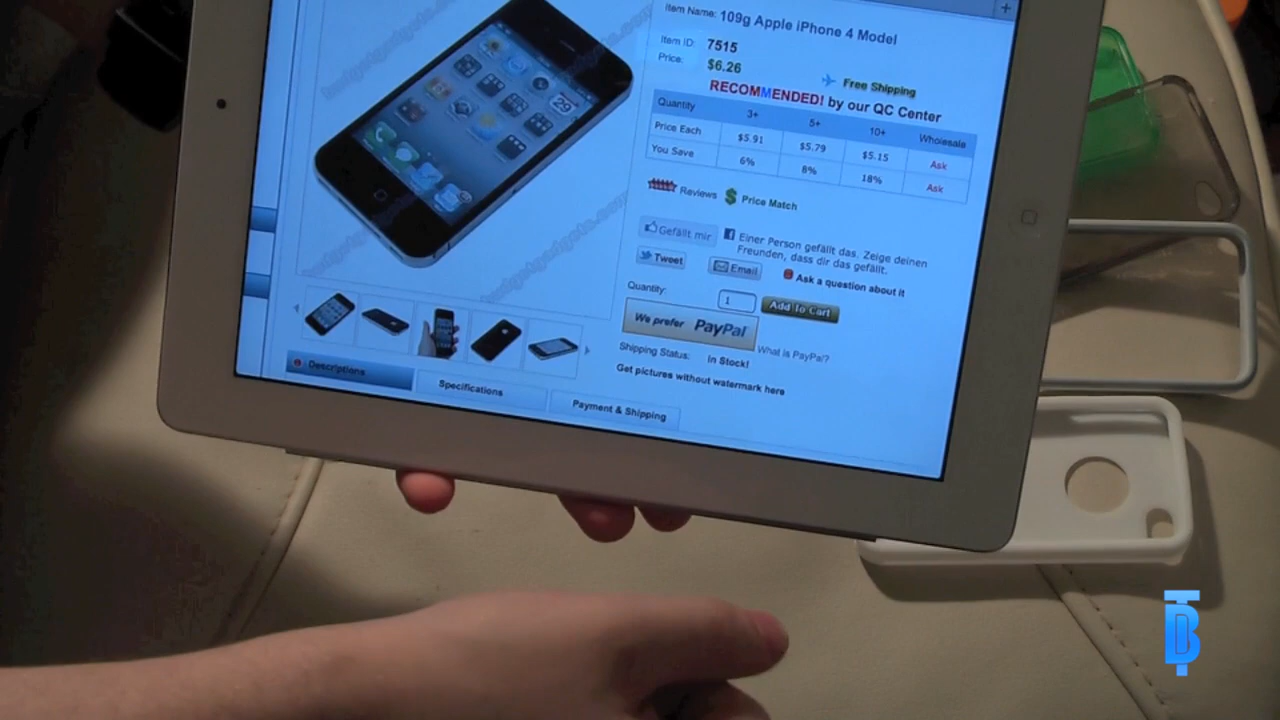 Item Name: 109g Apple iPhone 4 Model
Item ID: 7515
Price: $6.26
Free Shipping
RECOMMENDED! by our QC Center
Quantity 3+ 5+ 10+ Wholesale
Price Each $5.91 $5.79 $5.15 Ask
You Save 6% 8% 18% Ask
Reviews Price Match
Gefällt mir Einer Person gefällt das. Zeige deinen
Freunden, dass dir das gefällt.
Tweet Email Ask a question about it
Quantity: 1 Add To Cart
We prefer PayPal What is PayPal?
Shipping Status: In Stock!
Get pictures without watermark here
Descriptions Specifications Payment & Shipping
29
TB